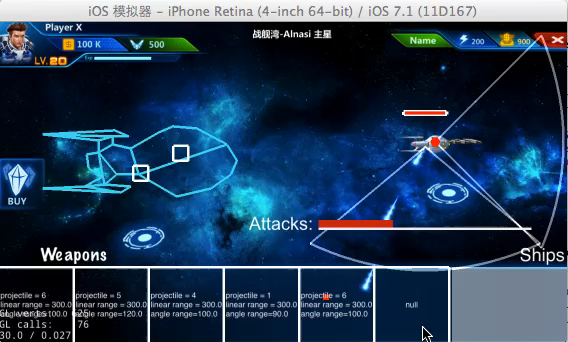 iOS 模拟器 - iPhone Retina (4-inch 64-bit) / iOS 7.1 (11D167)
Player X
战舰湾-Alnasi 主星
100 K
500
Name
200
900
LV.20
Exp
BUY
Attacks:
Weapons
Ships
projectile = 6
linear range = 300.0
angle range=100.0
projectile = 5
linear range = 300.0
angle range=120.0
projectile = 4
linear range = 300.0
angle range=100.0
projectile = 1
linear range = 300.0
angle range=90.0
projectile = 6
linear range = 300.0
angle range=100.0
null
GL calls: 76
30.0 / 0.027